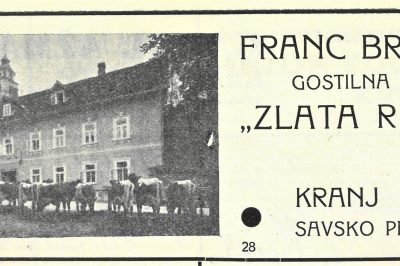 FRANC BR
GOSTILNA
„ZLATA R
KRANJ
SAVSKO P
28